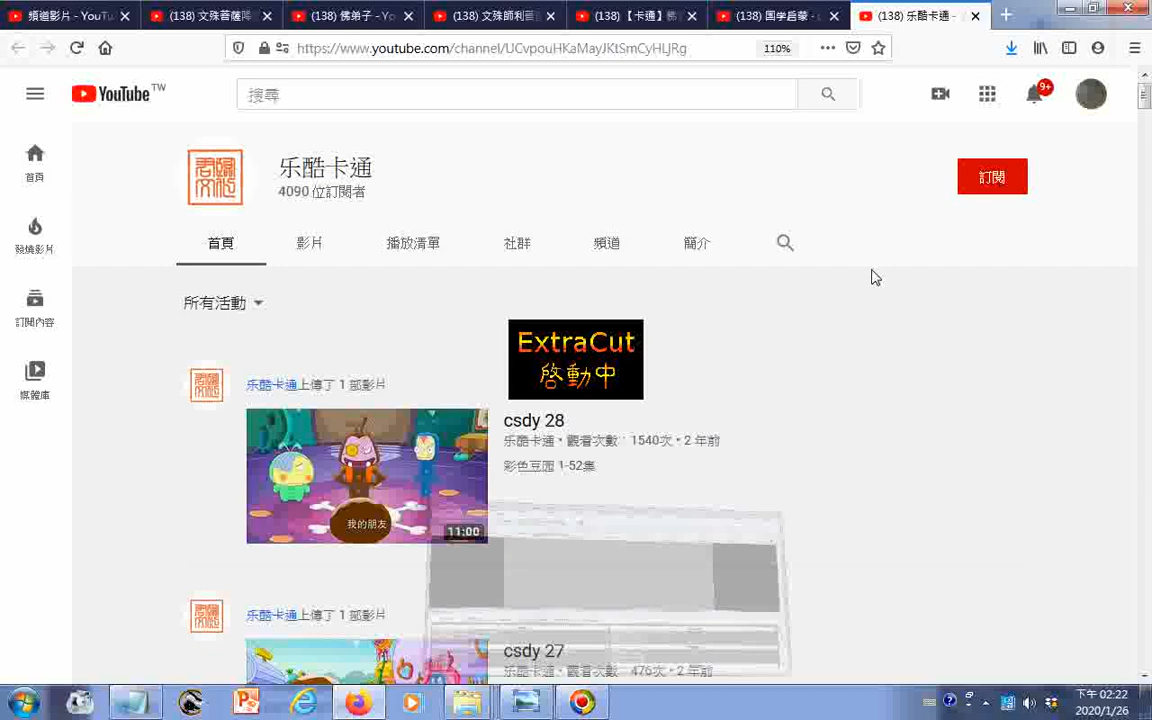 (138) 頻道影片 - YouTu
(138) 文殊菩薩降
(138) 佛弟子 - Yo
(138) 文殊師利菩
(138)【卡通】佛
(138) 国学启蒙 -
(138) 乐酷卡通 -
https://www.youtube.com/channel/UCvpouHKaMayJKtSmCyHIJRg
110%
YouTube TW
搜尋
9+
首頁
發燒影片
訂閱內容
媒體庫
乐酷卡通
4090 位訂閱者
訂閱
首頁
影片
播放清單
社群
頻道
簡介
所有活動
ExtraCut
啓動中
乐酷卡通上傳了 1 部影片
csdy 28
乐酷卡通 • 觀看次數：1540次 • 2 年前
彩色豆园 1-52集
我的朋友
11:00
乐酷卡通上傳了 1 部影片
csdy 27
乐酷卡通 • 觀看次數：476次 • 2 年前
下午 02:22
2020/1/26